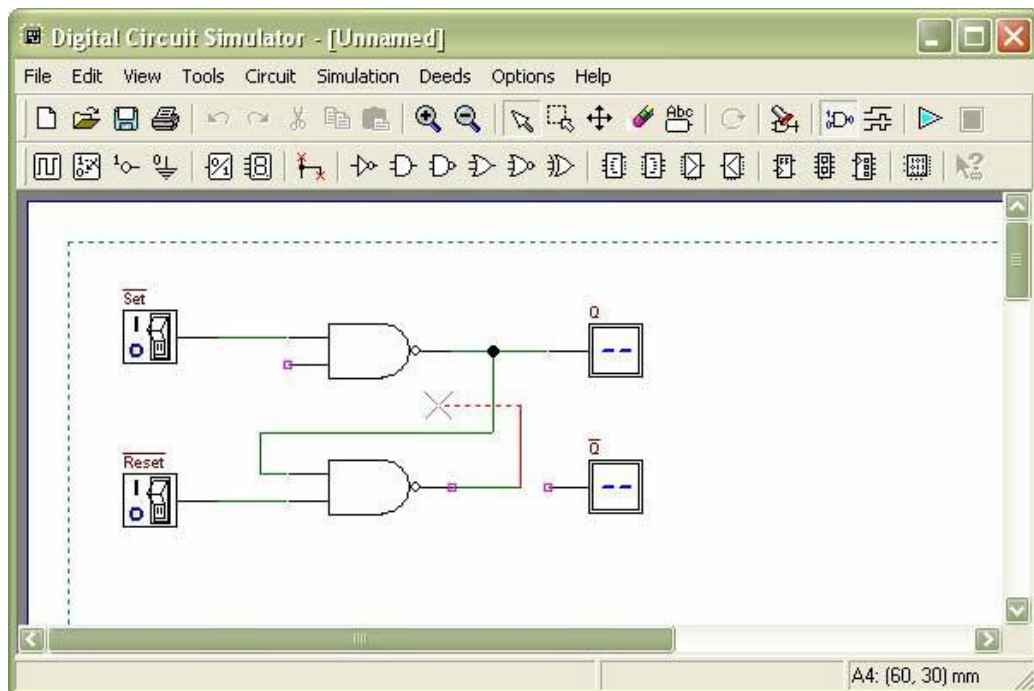 Digital Circuit Simulator - [Unnamed]
File Edit View Tools Circuit Simulation Deeds Options Help
Abc
Set
Q
Reset
Q
A4: (60, 30) mm